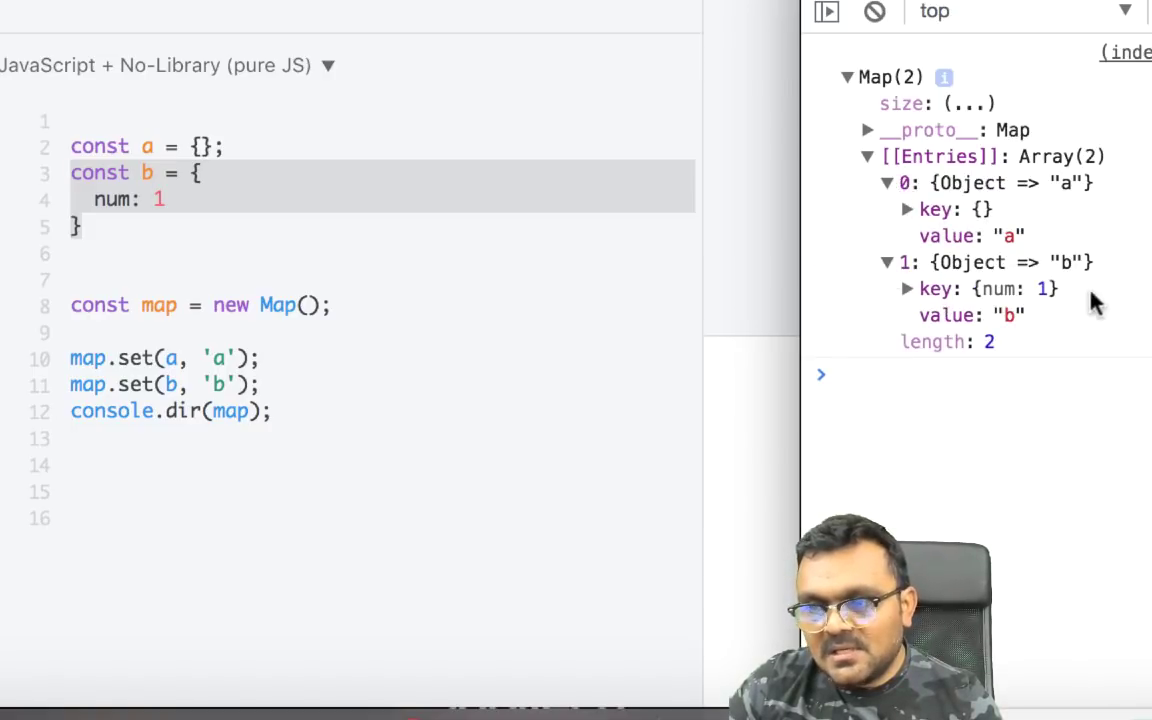 JavaScript + No-Library (pure JS) ▼
1
2 const a = {};
3 const b = {
4 num: 1
5 }
6
7
8 const map = new Map();
9
10 map.set(a, 'a');
11 map.set(b, 'b');
12 console.dir(map);
13
14
15
16
top ▼
(inde
▼ Map(2) i
size: (...)
▶ __proto__: Map
▼ [[Entries]]: Array(2)
▼ 0: {Object => "a"}
▶ key: {}
value: "a"
▼ 1: {Object => "b"}
▶ key: {num: 1}
value: "b"
length: 2
>